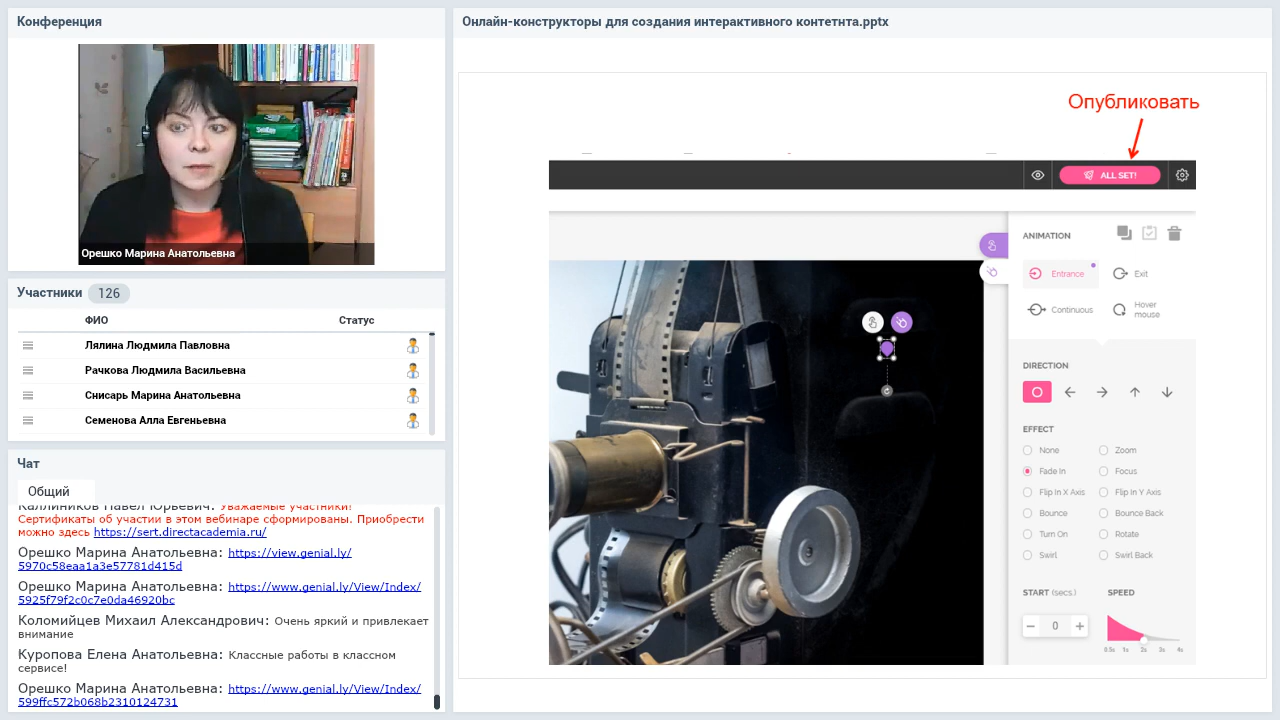 Конференция
Орешко Марина Анатольевна
Участники 126
ФИО Статус
Лялина Людмила Павловна
Рачкова Людмила Васильевна
Снисарь Марина Анатольевна
Семенова Алла Евгеньевна
Чат
Общий
Каллиников Павел Юрьевич: Уважаемые участники!
Сертификаты об участии в этом вебинаре сформированы. Приобрести
можно здесь https://sert.directacademia.ru/
Орешко Марина Анатольевна: https://view.genial.ly/
5970c58eaa1a3e57781d415d
Орешко Марина Анатольевна: https://www.genial.ly/View/Index/
5925f79f2c0c7e0da46920bc
Коломийцев Михаил Александрович: Очень яркий и привлекает
внимание
Куропова Елена Анатольевна: Классные работы в классном
сервисе!
Орешко Марина Анатольевна: https://www.genial.ly/View/Index/
599ffc572b068b2310124731
Онлайн-конструкторы для создания интерактивного контетнта.pptx
Опубликовать
ALL SET!
ANIMATION
Entrance Exit
Continuous Hover
mouse
DIRECTION
EFFECT
None Zoom
Fade In Focus
Flip In X Axis Flip In Y Axis
Bounce Bounce Back
Turn On Rotate
Swirl Swirl Back
START (secs.) SPEED
− 0 +
0.5s 1s 2s 3s 4s